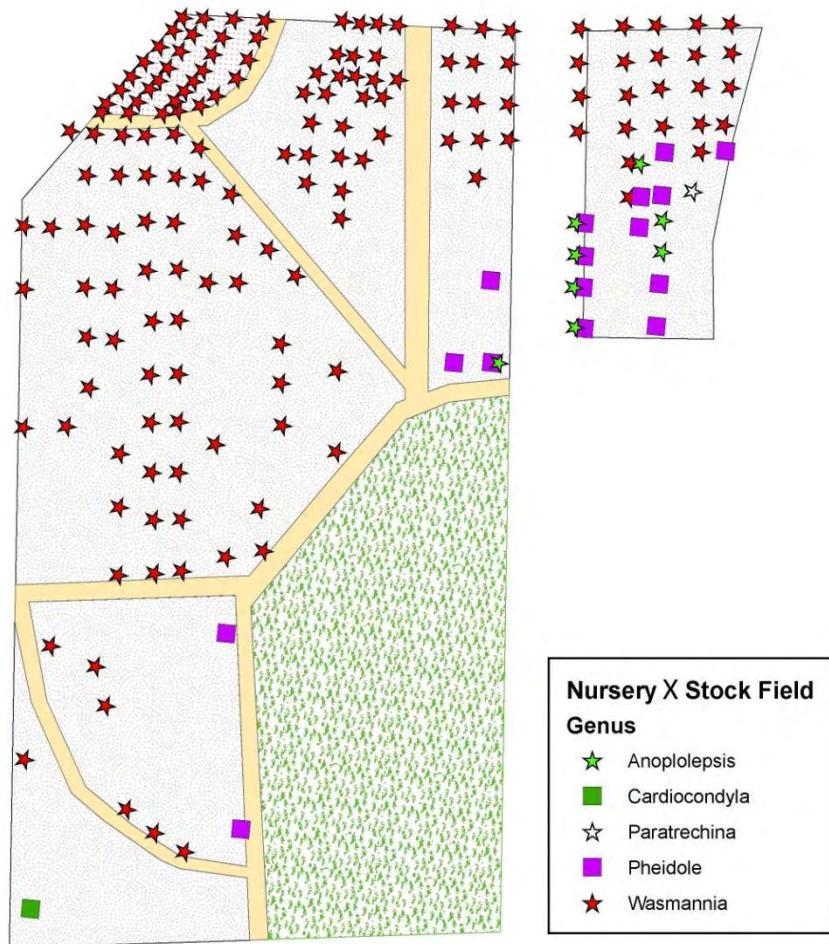 Nursery X Stock Field
Genus
Anoplolepsis
Cardiocondyla
Paratrechina
Pheidole
Wasmannia